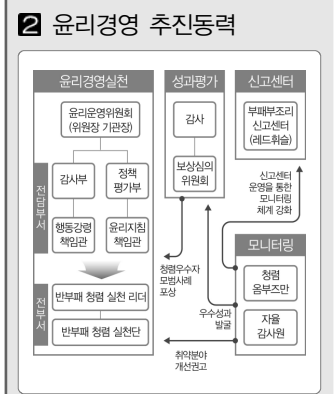 2 윤리경영 추진동력
윤리경영실천
윤리운영위원회
(위원장 기관장)
전담부서
감사부
정책
평가부
행동강령
책임관
윤리지침
책임관
전부서
반부패 청렴 실천 리더
반부패 청렴 실천단
성과평가
감사
보상심의
위원회
청렴우수자
모범사례
포상
신고센터
부패부조리
신고센터
(레드휘슬)
신고센터
운영을 통한
모니터링
체계 강화
모니터링
청렴
옴부즈만
자율
감사원
우수성과
발굴
취약분야
개선권고